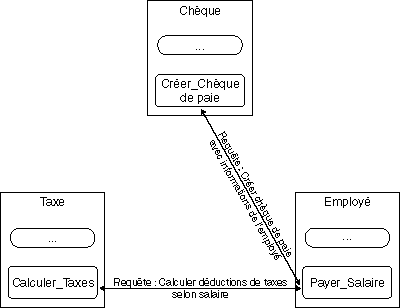 Chèque
...
Créer_Chèque
de paie
Requête : Créer chèque de paie
avec informations de l'employé
Taxe
...
Calculer_Taxes
Requête : Calculer déductions de taxes
selon salaire
Employé
...
Payer_Salaire